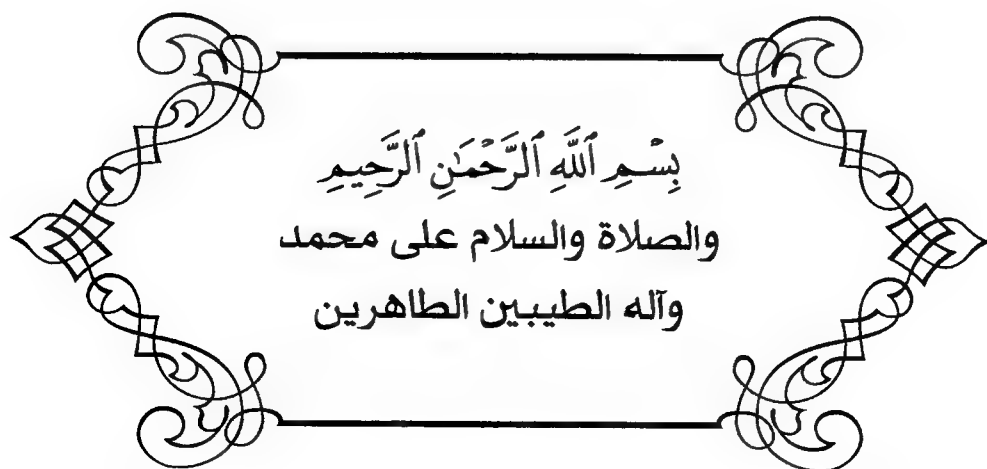 بِسْمِ ٱللَّهِ ٱلرَّحْمَٰنِ ٱلرَّحِيمِ
والصلاة والسلام على محمد
وآله الطيبين الطاهرين